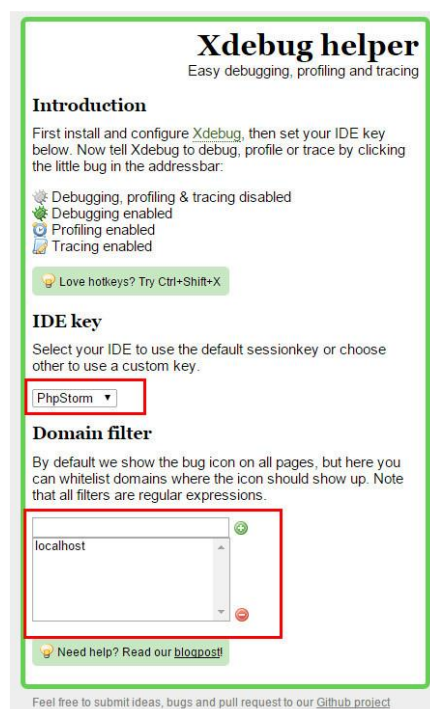 Xdebug helper
Easy debugging, profiling and tracing
Introduction
First install and configure Xdebug, then set your IDE key
below. Now tell Xdebug to debug, profile or trace by clicking
the little bug in the addressbar:
Debugging, profiling & tracing disabled
Debugging enabled
Profiling enabled
Tracing enabled
Love hotkeys? Try Ctrl+Shift+X
IDE key
Select your IDE to use the default sessionkey or choose
other to use a custom key.
PhpStorm
Domain filter
By default we show the bug icon on all pages, but here you
can whitelist domains where the icon should show up. Note
that all filters are regular expressions.
localhost
Need help? Read our blogpost!
Feel free to submit ideas, bugs and pull request to our Github project